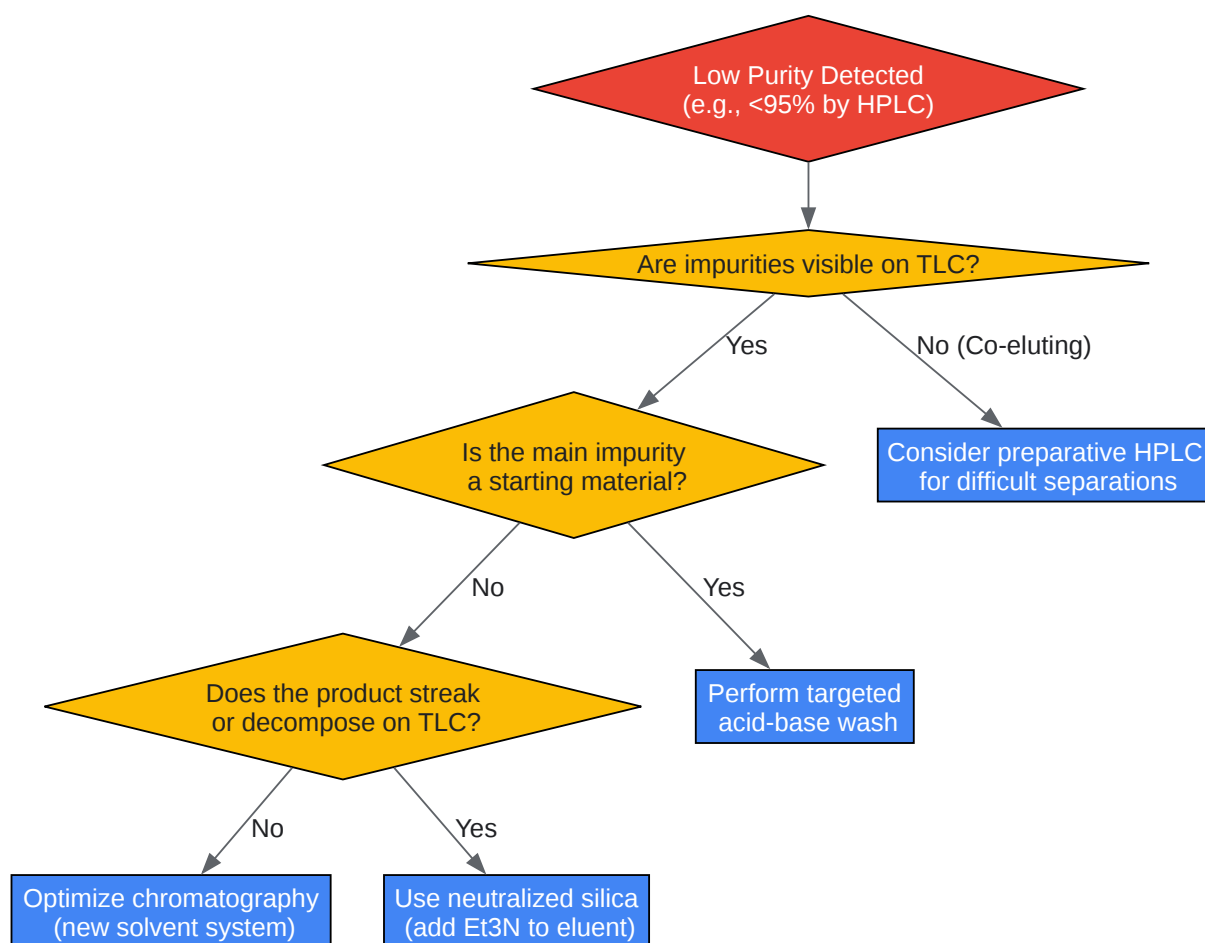 Low Purity Detected
(e.g., <95% by HPLC)
Are impurities visible on TLC?
Yes
No (Co-eluting)
Is the main impurity
a starting material?
Consider preparative HPLC
for difficult separations
No
Yes
Does the product streak
or decompose on TLC?
Perform targeted
acid-base wash
No
Yes
Optimize chromatography
(new solvent system)
Use neutralized silica
(add Et3N to eluent)